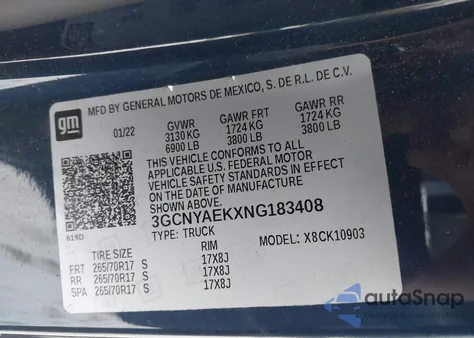 MFD BY GENERAL MOTORS DE MEXICO, S. DE R.L. DE C.V.
gm
01/22
GVWR GAWR FRT GAWR RR
3130 KG 1724 KG 1724 KG
6900 LB 3800 LB 3800 LB
THIS VEHICLE CONFORMS TO ALL
APPLICABLE U.S. FEDERAL MOTOR
VEHICLE SAFETY STANDARDS IN EFFECT
ON THE DATE OF MANUFACTURE
SHOWN ABOVE.
3GCNYAEKXNG183408
619D
TYPE: TRUCK MODEL: X8CK10903
TIRE SIZE RIM
FRT 265/70R17 S 17X8J
RR 265/70R17 S 17X8J
SPA 265/70R17 S 17X8J
autoSnap